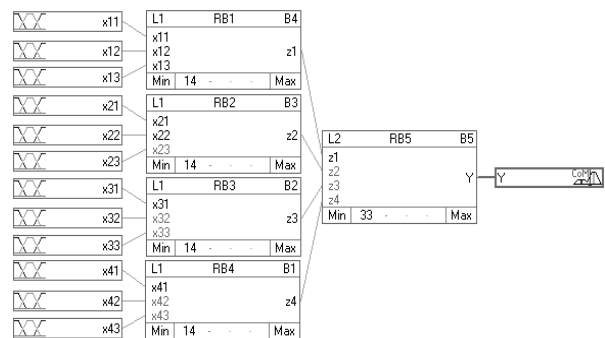 x11
x12
x13
x21
x22
x23
x31
x32
x33
x41
x42
x43
L1 RB1 B4
x11
x12 z1
x13
Min 14 - - - Max
L1 RB2 B3
x21
x22 z2
x23
Min 14 - - - Max
L1 RB3 B2
x31
x32 z3
x33
Min 14 - - - Max
L1 RB4 B1
x41
x42 z4
x43
Min 14 - - - Max
L2 RB5 B5
z1
z2 Y
z3
z4
Min 33 - - - Max
Y CoM